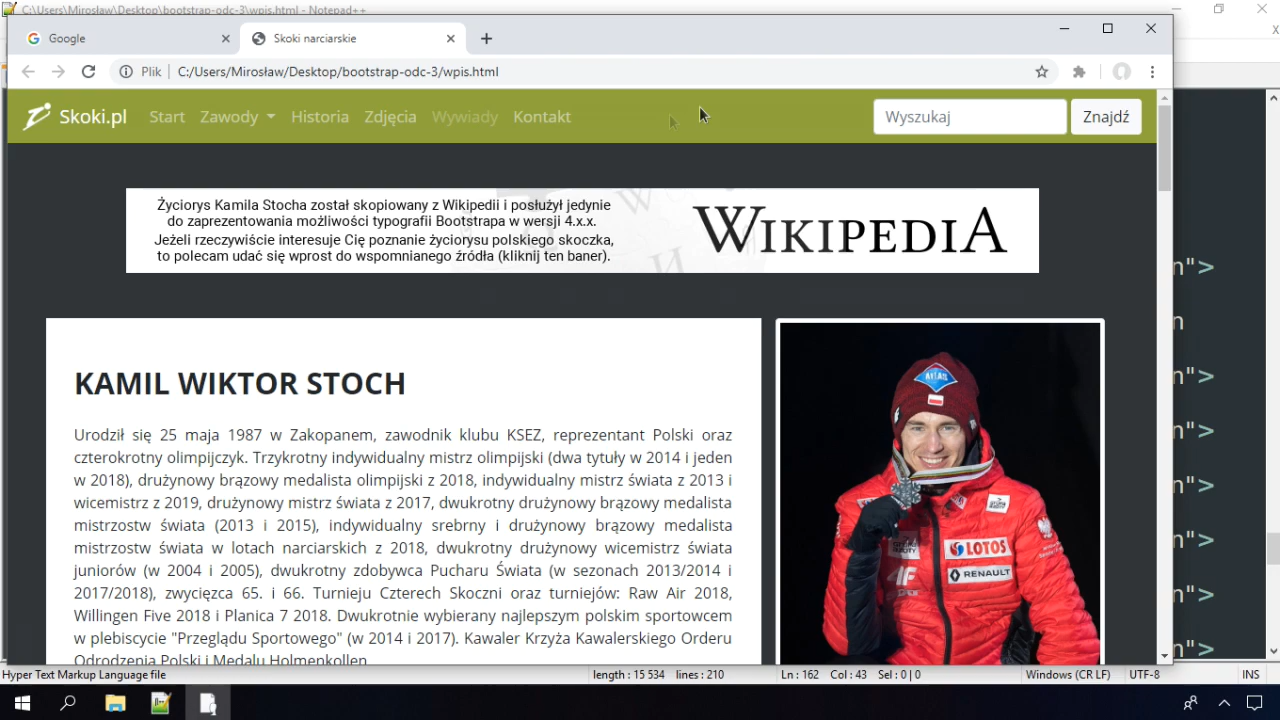 C:\Users\Mirosław\Desktop\bootstrap-odc-3\wpis.html - Notepad++
Google
Skoki narciarskie
Plik
C:/Users/Mirosław/Desktop/bootstrap-odc-3/wpis.html
Skoki.pl Start Zawody Historia Zdjęcia Wywiady Kontakt Wyszukaj Znajdź
Życiorys Kamila Stocha został skopiowany z Wikipedii i posłużył jedynie
do zaprezentowania możliwości typografii Bootstrapa w wersji 4.x.x.
Jeżeli rzeczywiście interesuje Cię poznanie życiorysu polskiego skoczka,
to polecam udać się wprost do wspomnianego źródła (kliknij ten baner).
WIKIPEDIA
KAMIL WIKTOR STOCH
Urodził się 25 maja 1987 w Zakopanem, zawodnik klubu KSEZ, reprezentant Polski oraz
czterokrotny olimpijczyk. Trzykrotny indywidualny mistrz olimpijski (dwa tytuły w 2014 i jeden
w 2018), drużynowy brązowy medalista olimpijski z 2018, indywidualny mistrz świata z 2013 i
wicemistrz z 2019, drużynowy mistrz świata z 2017, dwukrotny drużynowy brązowy medalista
mistrzostw świata (2013 i 2015), indywidualny srebrny i drużynowy brązowy medalista
mistrzostw świata w lotach narciarskich z 2018, dwukrotny drużynowy wicemistrz świata
juniorów (w 2004 i 2005), dwukrotny zdobywca Pucharu Świata (w sezonach 2013/2014 i
2017/2018), zwycięzca 65. i 66. Turnieju Czterech Skoczni oraz turniejów: Raw Air 2018,
Willingen Five 2018 i Planica 7 2018. Dwukrotnie wybierany najlepszym polskim sportowcem
w plebiscycie "Przeglądu Sportowego" (w 2014 i 2017). Kawaler Krzyża Kawalerskiego Orderu
Odrodzenia Polski i Medalu Holmenkollen
ATLAS
LOTOS
RENAULT
n">
n
n">
n">
n">
n">
n">
n">
Hyper Text Markup Language file
length : 15 534 lines : 210
Ln : 162 Col : 43 Sel : 0 | 0
Windows (CR LF)
UTF-8
INS